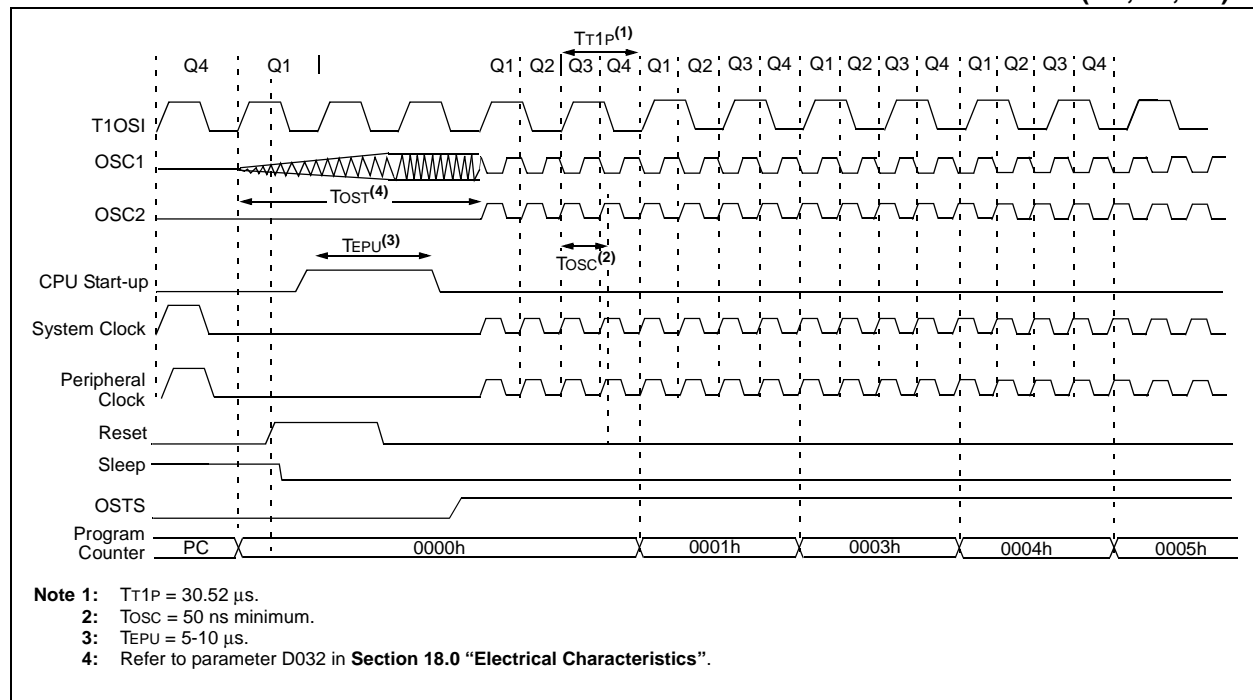 TT1P(1)
Q4 Q1 Q1 Q2 Q3 Q4 Q1 Q2 Q3 Q4 Q1 Q2 Q3 Q4 Q1 Q2 Q3 Q4
T1OSI
OSC1
TOST(4)
OSC2
TEPU(3)
TOSC(2)
CPU Start-up
System Clock
Peripheral
Clock
Reset
Sleep
OSTS
Program
Counter
PC 0000h 0001h 0003h 0004h 0005h
Note 1: TT1P = 30.52 μs.
2: TOSC = 50 ns minimum.
3: TEPU = 5-10 μs.
4: Refer to parameter D032 in Section 18.0 “Electrical Characteristics”.